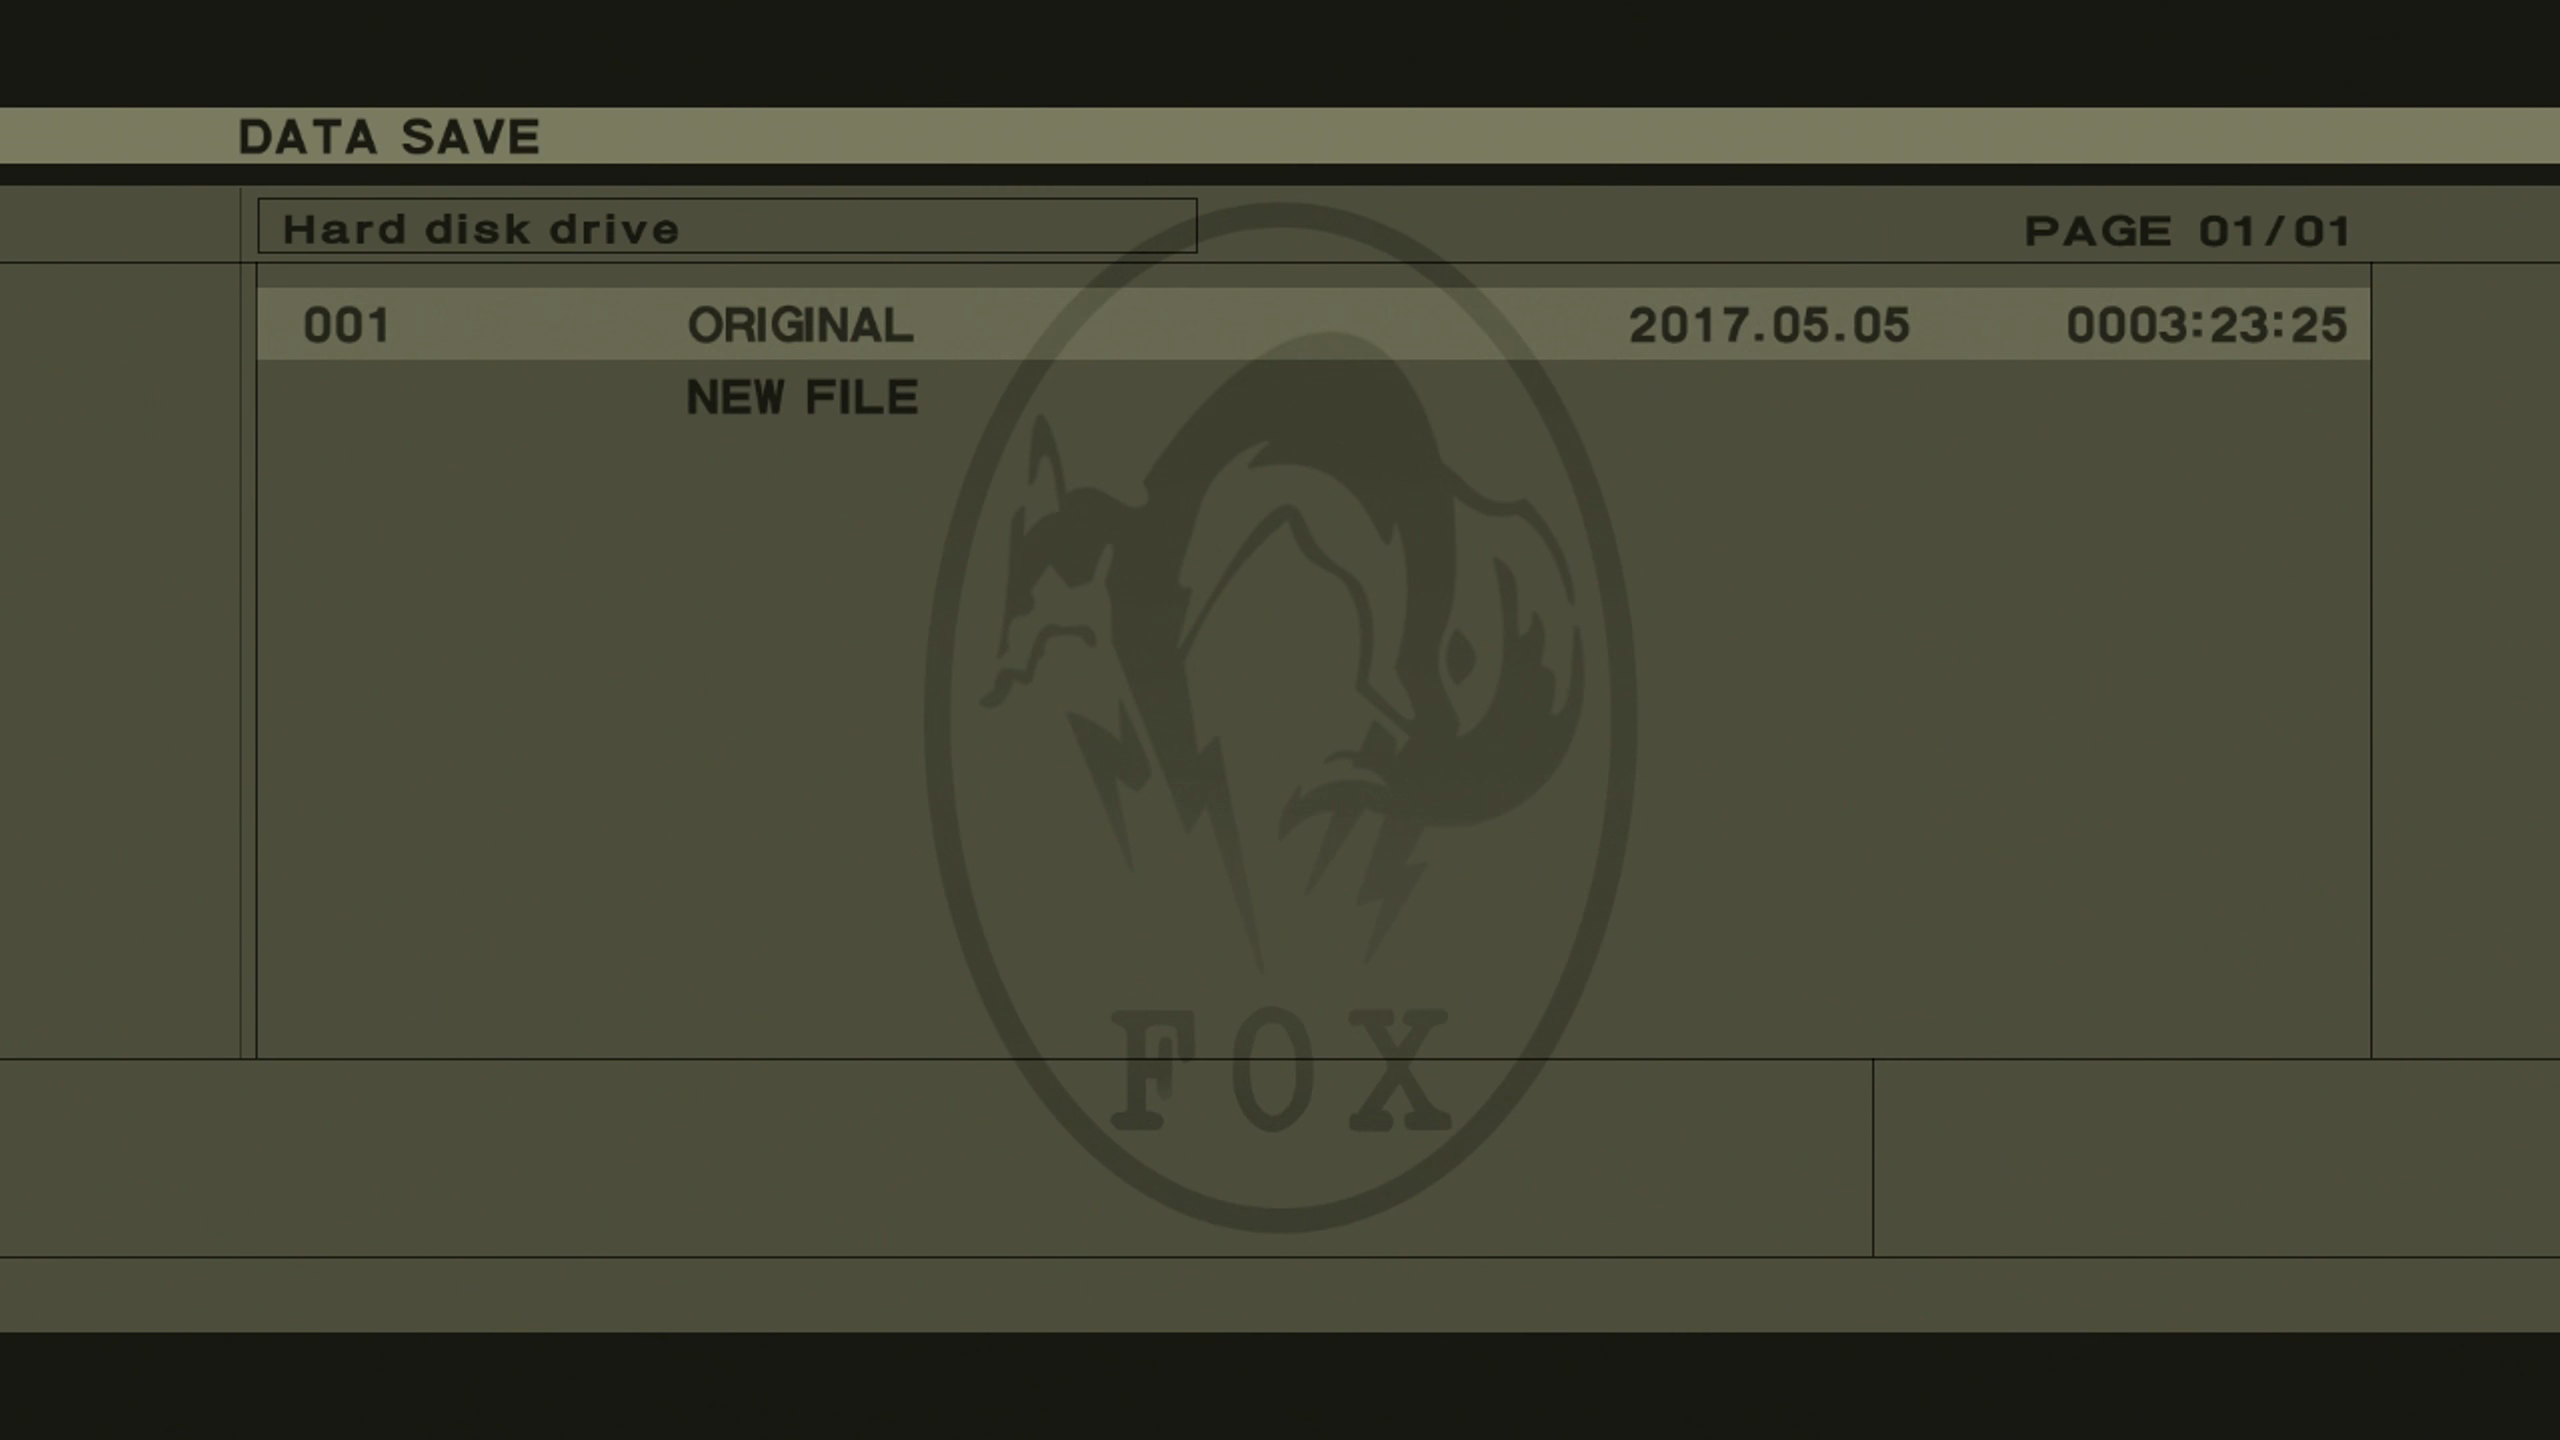 DATA SAVE
Hard disk drive PAGE 01/01
001 ORIGINAL 2017.05.05 0003:23:25
NEW FILE
FOX